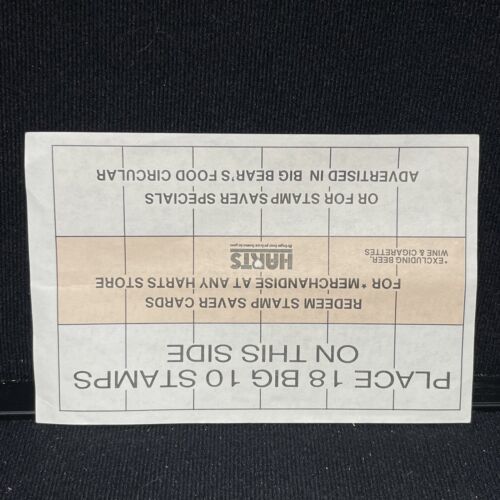 PLACE 18 BIG 10 STAMPS
ON THIS SIDE
REDEEM STAMP SAVER CARDS
FOR *MERCHANDISE AT ANY HARTS STORE
*EXCLUDING BEER,
WINE & CIGARETTES
HARTS
OR FOR STAMP SAVER SPECIALS
ADVERTISED IN BIG BEAR'S FOOD CIRCULAR